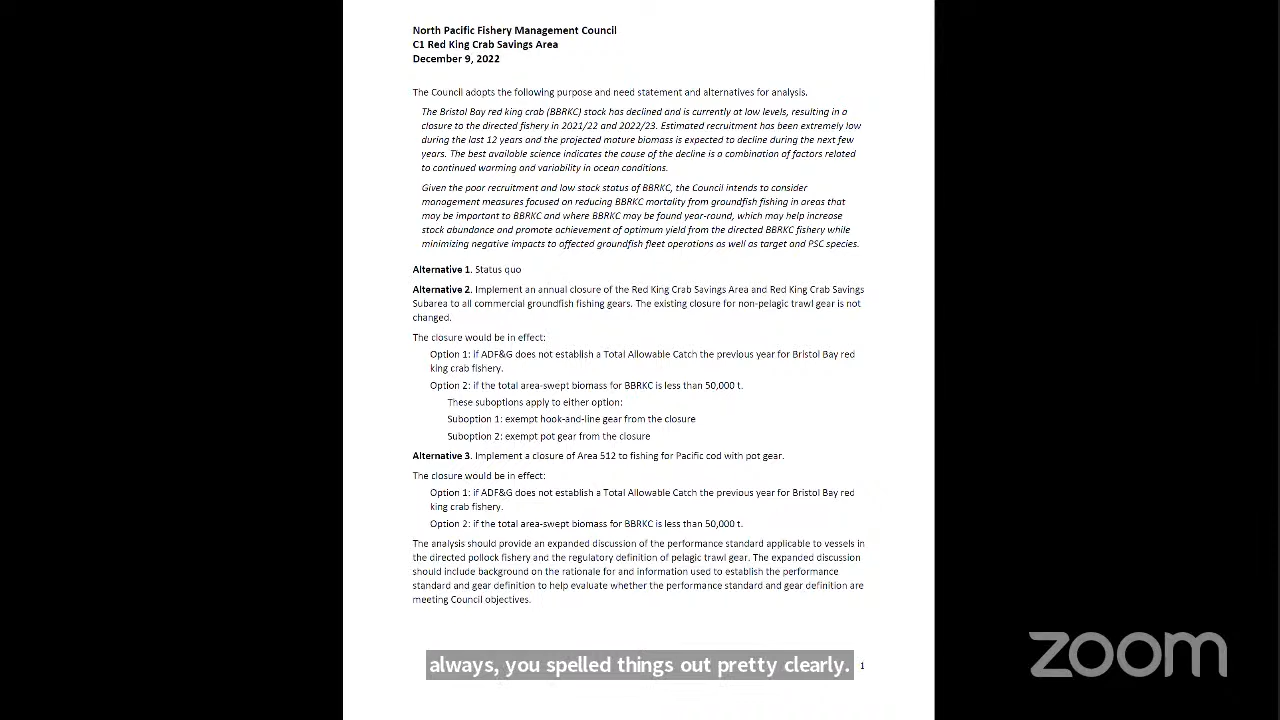 North Pacific Fishery Management Council
C1 Red King Crab Savings Area
December 9, 2022
The Council adopts the following purpose and need statement and alternatives for analysis.
The Bristol Bay red king crab (BBRKC) stock has declined and is currently at low levels, resulting in a
closure to the directed fishery in 2021/22 and 2022/23. Estimated recruitment has been extremely low
during the last 12 years and the projected mature biomass is expected to decline during the next few
years. The best available science indicates the cause of the decline is a combination of factors related
to continued warming and variability in ocean conditions.
Given the poor recruitment and low stock status of BBRKC, the Council intends to consider
management measures focused on reducing BBRKC mortality from groundfish fishing in areas that
may be important to BBRKC and where BBRKC may be found year-round, which may help increase
stock abundance and promote achievement of optimum yield from the directed BBRKC fishery while
minimizing negative impacts to affected groundfish fleet operations as well as target and PSC species.
Alternative 1. Status quo
Alternative 2. Implement an annual closure of the Red King Crab Savings Area and Red King Crab Savings
Subarea to all commercial groundfish fishing gears. The existing closure for non-pelagic trawl gear is not
changed.
The closure would be in effect:
Option 1: if ADF&G does not establish a Total Allowable Catch the previous year for Bristol Bay red
king crab fishery.
Option 2: if the total area-swept biomass for BBRKC is less than 50,000 t.
These suboptions apply to either option:
Suboption 1: exempt hook-and-line gear from the closure
Suboption 2: exempt pot gear from the closure
Alternative 3. Implement a closure of Area 512 to fishing for Pacific cod with pot gear.
The closure would be in effect:
Option 1: if ADF&G does not establish a Total Allowable Catch the previous year for Bristol Bay red
king crab fishery.
Option 2: if the total area-swept biomass for BBRKC is less than 50,000 t.
The analysis should provide an expanded discussion of the performance standard applicable to vessels in
the directed pollock fishery and the regulatory definition of pelagic trawl gear. The expanded discussion
should include background on the rationale for and information used to establish the performance
standard and gear definition to help evaluate whether the performance standard and gear definition are
meeting Council objectives.
always, you spelled things out pretty clearly.
1
zoom